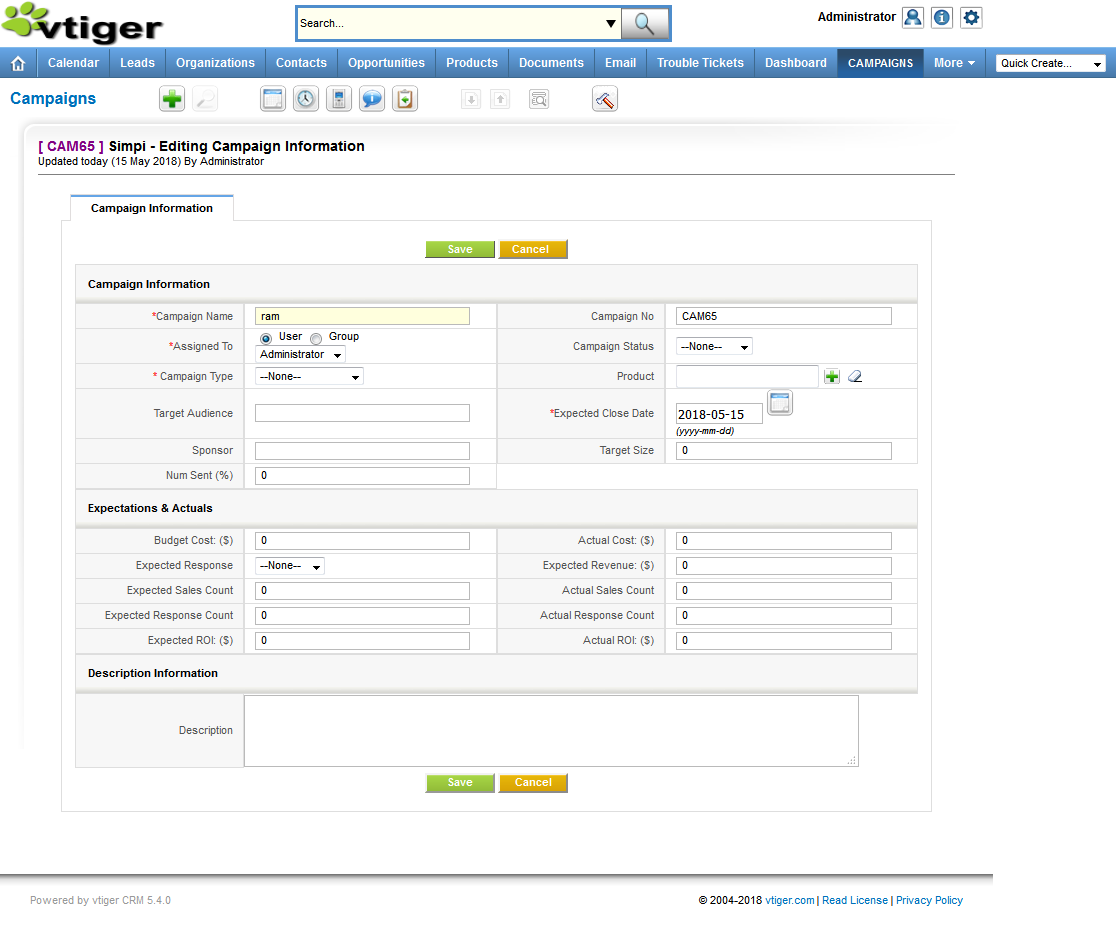 vtiger
Search...
Administrator
Calendar Leads Organizations Contacts Opportunities Products Documents Email Trouble Tickets Dashboard CAMPAIGNS More Quick Create...
Campaigns
[ CAM65 ] Simpi - Editing Campaign Information
Updated today (15 May 2018) By Administrator
Campaign Information
Save Cancel
Campaign Information
*Campaign Name ram Campaign No CAM65
*Assigned To User Group Administrator Campaign Status --None--
* Campaign Type --None-- Product
Target Audience *Expected Close Date 2018-05-15
(yyyy-mm-dd)
Sponsor Target Size 0
Num Sent (%) 0
Expectations & Actuals
Budget Cost: ($) 0 Actual Cost: ($) 0
Expected Response --None-- Expected Revenue: ($) 0
Expected Sales Count 0 Actual Sales Count 0
Expected Response Count 0 Actual Response Count 0
Expected ROI: ($) 0 Actual ROI: ($) 0
Description Information
Description
Save Cancel
Powered by vtiger CRM 5.4.0 © 2004-2018 vtiger.com | Read License | Privacy Policy